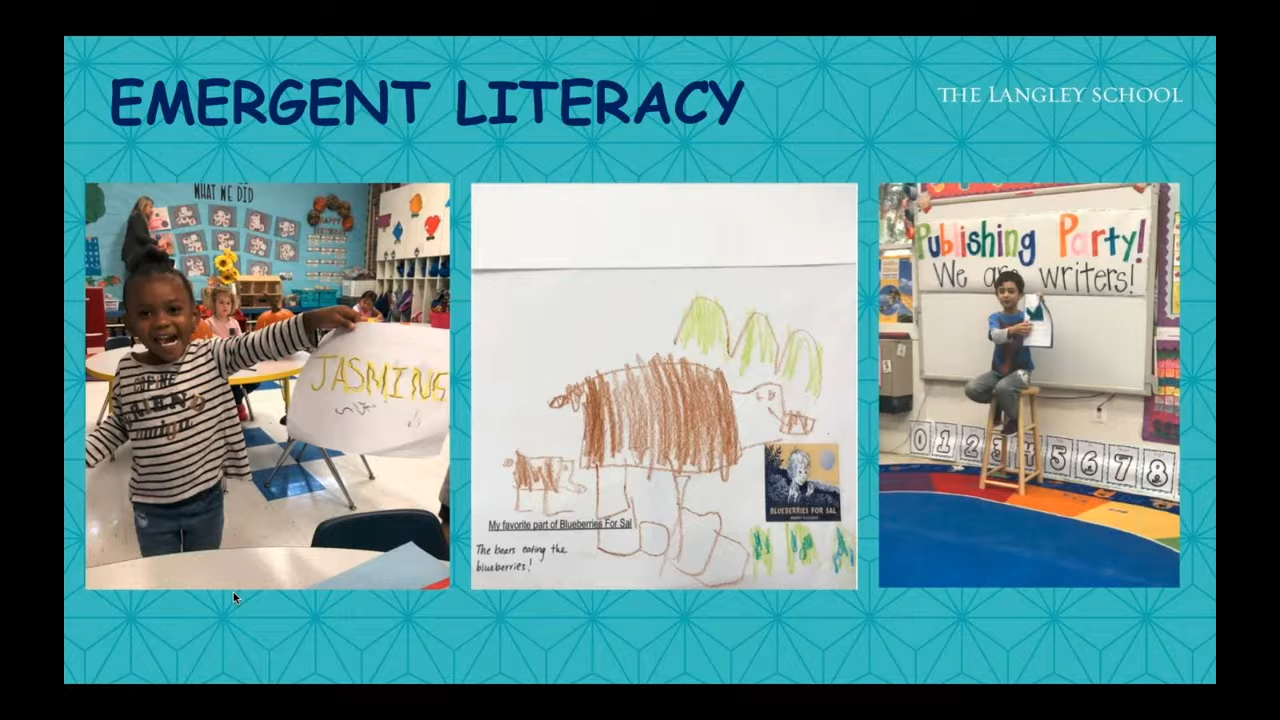 EMERGENT LITERACY
THE LANGLEY SCHOOL
WHAT WE DID
HAPPY
JASMINE
My favorite part of Blueberries For Sal
The bears eating the
blueberries!
BLUEBERRIES FOR SAL
Publishing Party!
We are writers!
0 1 2 3 4 5 6 7 8